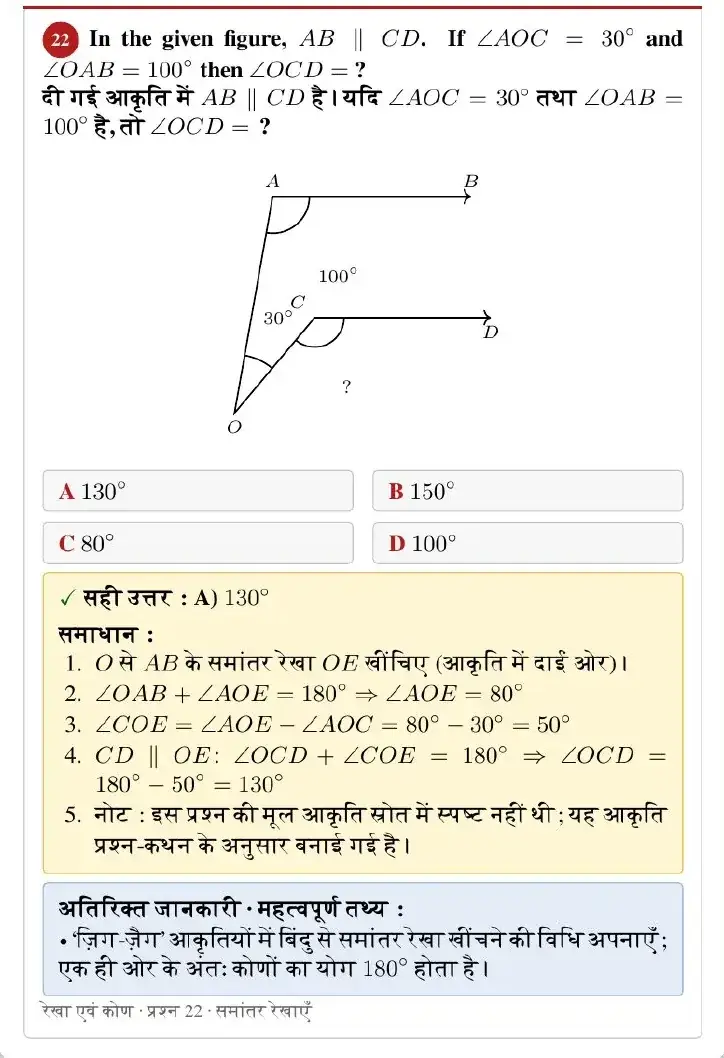 22 In the given figure, AB ∥ CD. If ∠AOC = 30° and
∠OAB = 100° then ∠OCD = ?
दी गई आकृति में AB ∥ CD है। यदि ∠AOC = 30° तथा ∠OAB =
100° है, तो ∠OCD = ?
A B
100°
C
30°
D
?
O
A 130° B 150°
C 80° D 100°
✓ सही उत्तर : A) 130°
समाधान :
1. O से AB के समांतर रेखा OE खींचिए (आकृति में दाईं ओर)।
2. ∠OAB + ∠AOE = 180° ⇒ ∠AOE = 80°
3. ∠COE = ∠AOE − ∠AOC = 80° − 30° = 50°
4. CD ∥ OE: ∠OCD + ∠COE = 180° ⇒ ∠OCD =
180° − 50° = 130°
5. नोट : इस प्रश्न की मूल आकृति स्रोत में स्पष्ट नहीं थी; यह आकृति
प्रश्न-कथन के अनुसार बनाई गई है।
अतिरिक्त जानकारी · महत्वपूर्ण तथ्य :
• ‘ज़िग-ज़ैग’ आकृतियों में बिंदु से समांतर रेखा खींचने की विधि अपनाएँ;
एक ही ओर के अंतः कोणों का योग 180° होता है।
रेखा एवं कोण · प्रश्न 22 · समांतर रेखाएँ